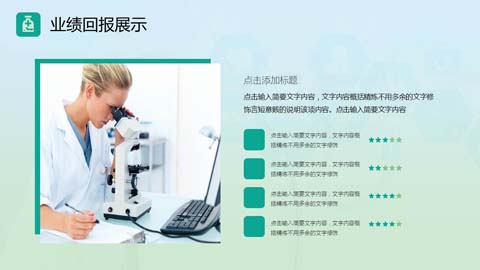 业绩回报展示
点击添加标题
点击输入简要文字内容，文字内容概括精炼不用多余的文字修
饰言短意赅的说明该项内容。点击输入简要文字内容
点击输入简要文字内容，文字内容概
括精炼不用多余的文字修饰
点击输入简要文字内容，文字内容概
括精炼不用多余的文字修饰
点击输入简要文字内容，文字内容概
括精炼不用多余的文字修饰
点击输入简要文字内容，文字内容概
括精炼不用多余的文字修饰